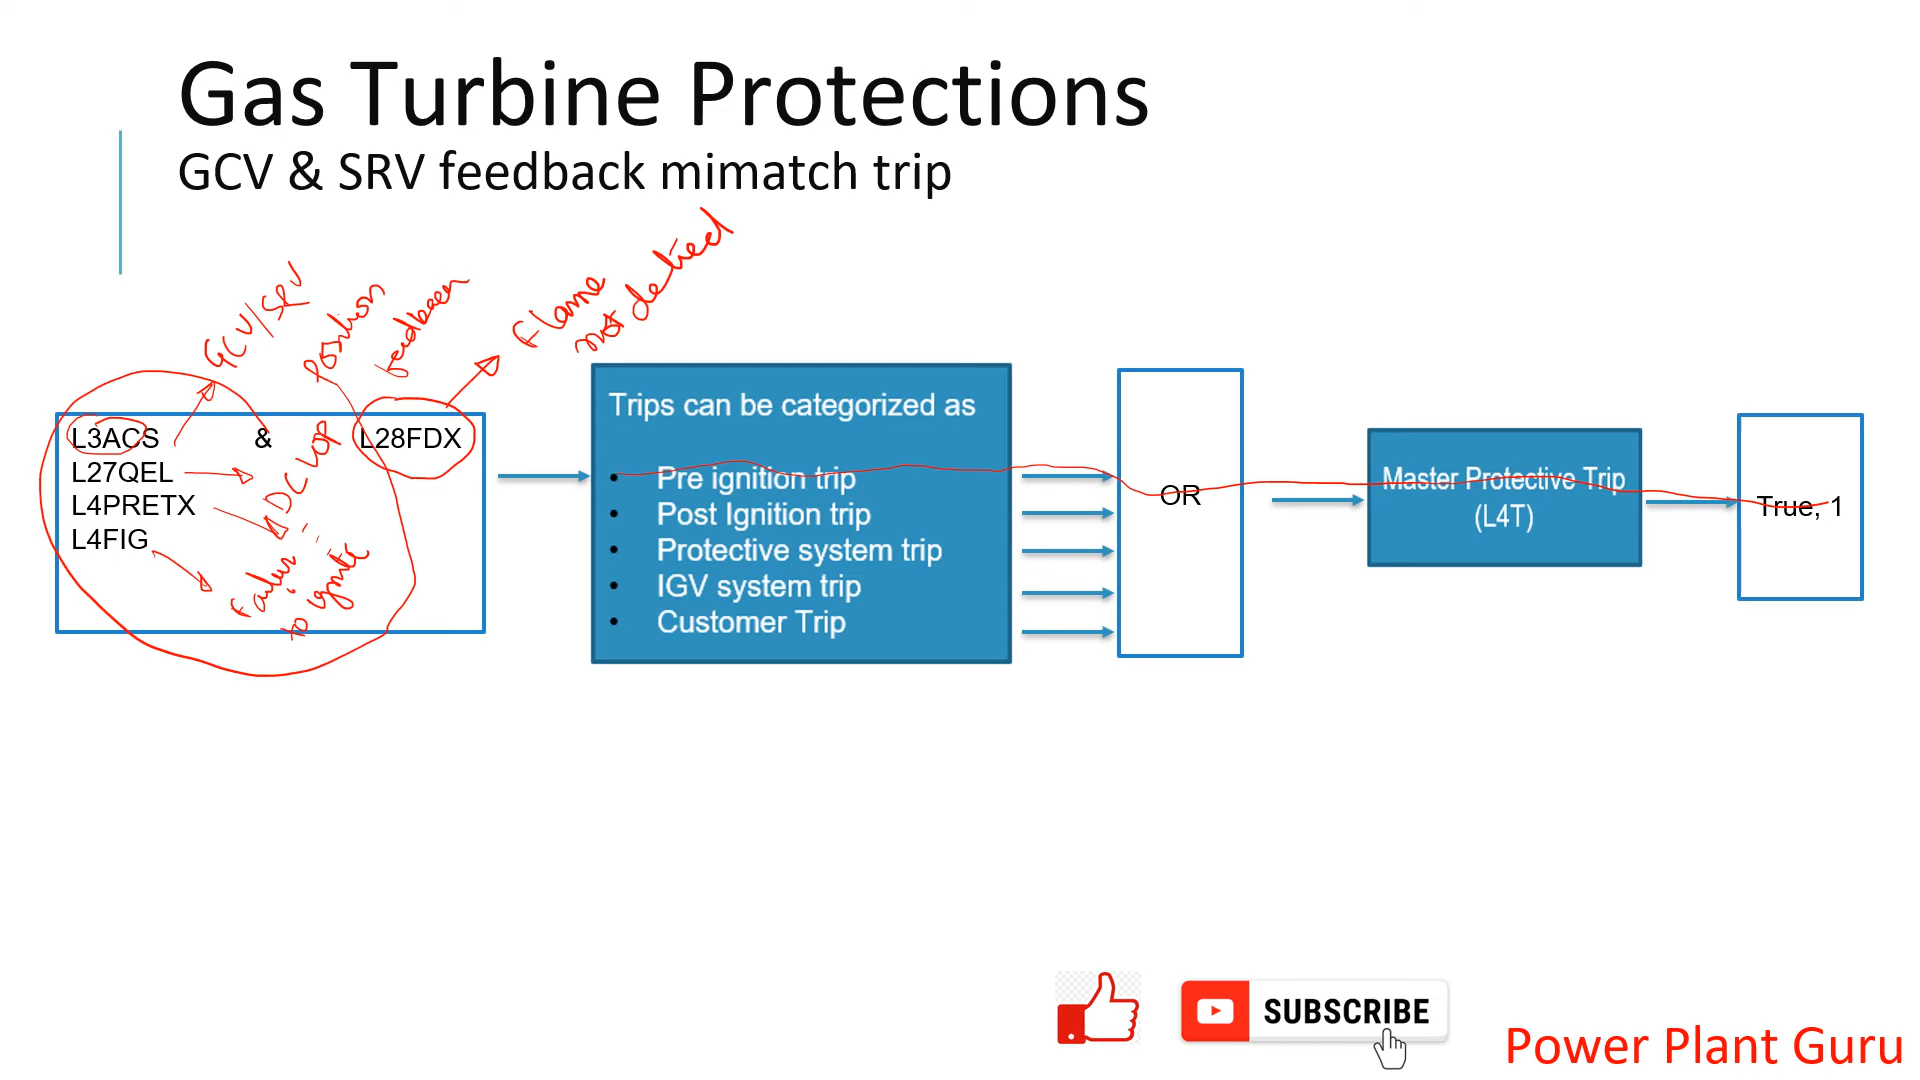 Gas Turbine Protections
GCV & SRV feedback mimatch trip
GCV/SRV
Position
feedback
Flame
not detected
L3ACS & L28FDX
L27QEL
L4PRETX
L4FIG
DC
to ignite
Trips can be categorized as
• Pre ignition trip
• Post Ignition trip
• Protective system trip
• IGV system trip
• Customer Trip
OR
Master Protective Trip
(L4T)
True, 1
SUBSCRIBE
Power Plant Guru